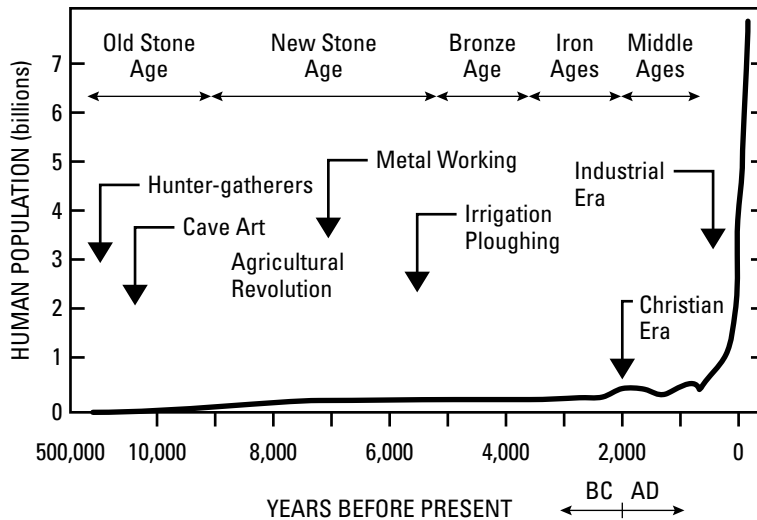 Old Stone
Age
New Stone
Age
Bronze
Age
Iron
Ages
Middle
Ages
HUMAN POPULATION (billions)
7
6
5
4
3
2
1
0
Hunter-gatherers
Cave Art
Metal Working
Agricultural
Revolution
Irrigation
Ploughing
Industrial
Era
Christian
Era
500,000 10,000 8,000 6,000 4,000 2,000 0
YEARS BEFORE PRESENT
BC AD